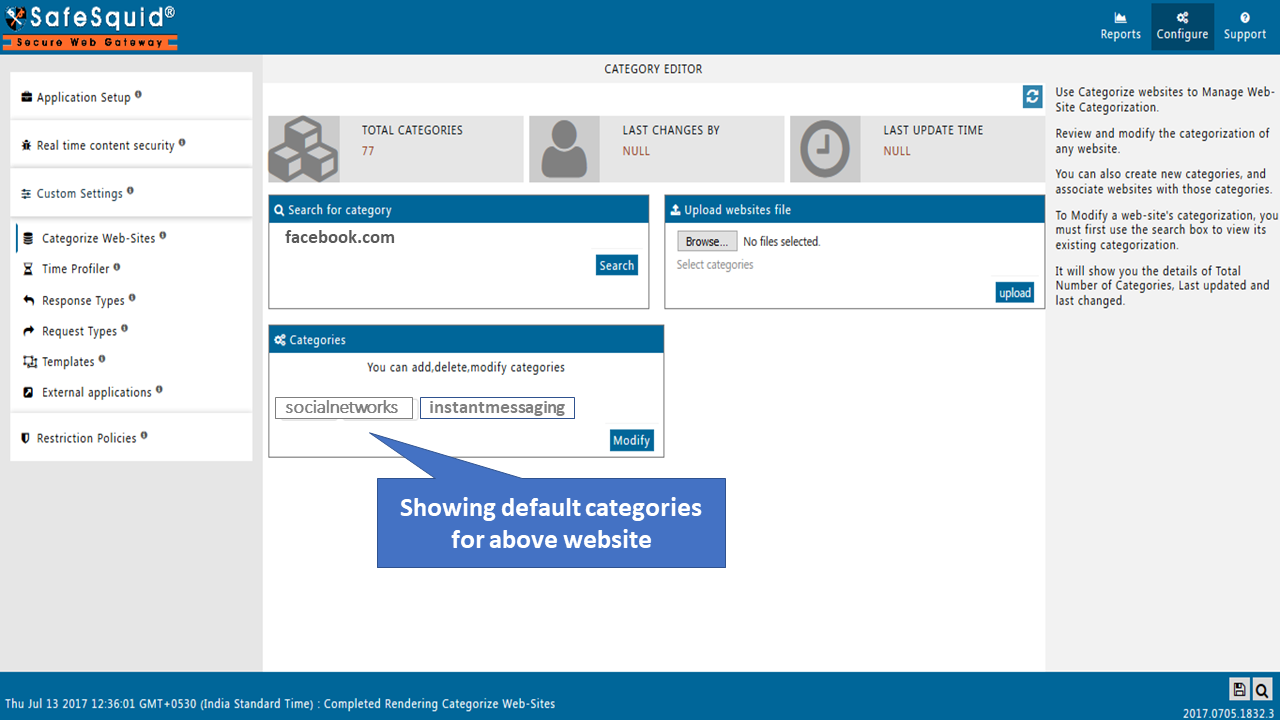 SafeSquid®
Secure Web Gateway
Reports
Configure
Support
Application Setup
Real time content security
Custom Settings
Categorize Web-Sites
Time Profiler
Response Types
Request Types
Templates
External applications
Restriction Policies
CATEGORY EDITOR
TOTAL CATEGORIES
77
LAST CHANGES BY
NULL
LAST UPDATE TIME
NULL
Search for category
facebook.com
Search
Upload websites file
Browse... No files selected.
Select categories
upload
Categories
You can add,delete,modify categories
socialnetworks instantmessaging
Modify
Showing default categories
for above website
Use Categorize websites to Manage Web-
Site Categorization.
Review and modify the categorization of
any website.
You can also create new categories, and
associate websites with those categories.
To Modify a web-site's categorization, you
must first use the search box to view its
existing categorization.
It will show you the details of Total
Number of Categories, Last updated and
last changed.
Thu Jul 13 2017 12:36:01 GMT+0530 (India Standard Time) : Completed Rendering Categorize Web-Sites
2017.0705.1832.3